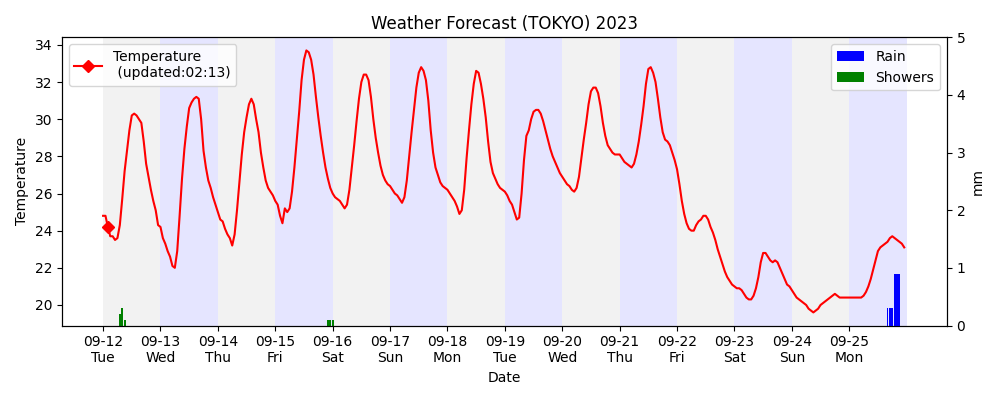 Weather Forecast (TOKYO) 2023
Temperature
(updated:02:13)
Rain
Showers
Temperature
34
32
30
28
26
24
22
20
5
4
3
2
1
0
mm
09-12 09-13 09-14 09-15 09-16 09-17 09-18 09-19 09-20 09-21 09-22 09-23 09-24 09-25
Tue Wed Thu Fri Sat Sun Mon Tue Wed Thu Fri Sat Sun Mon
Date